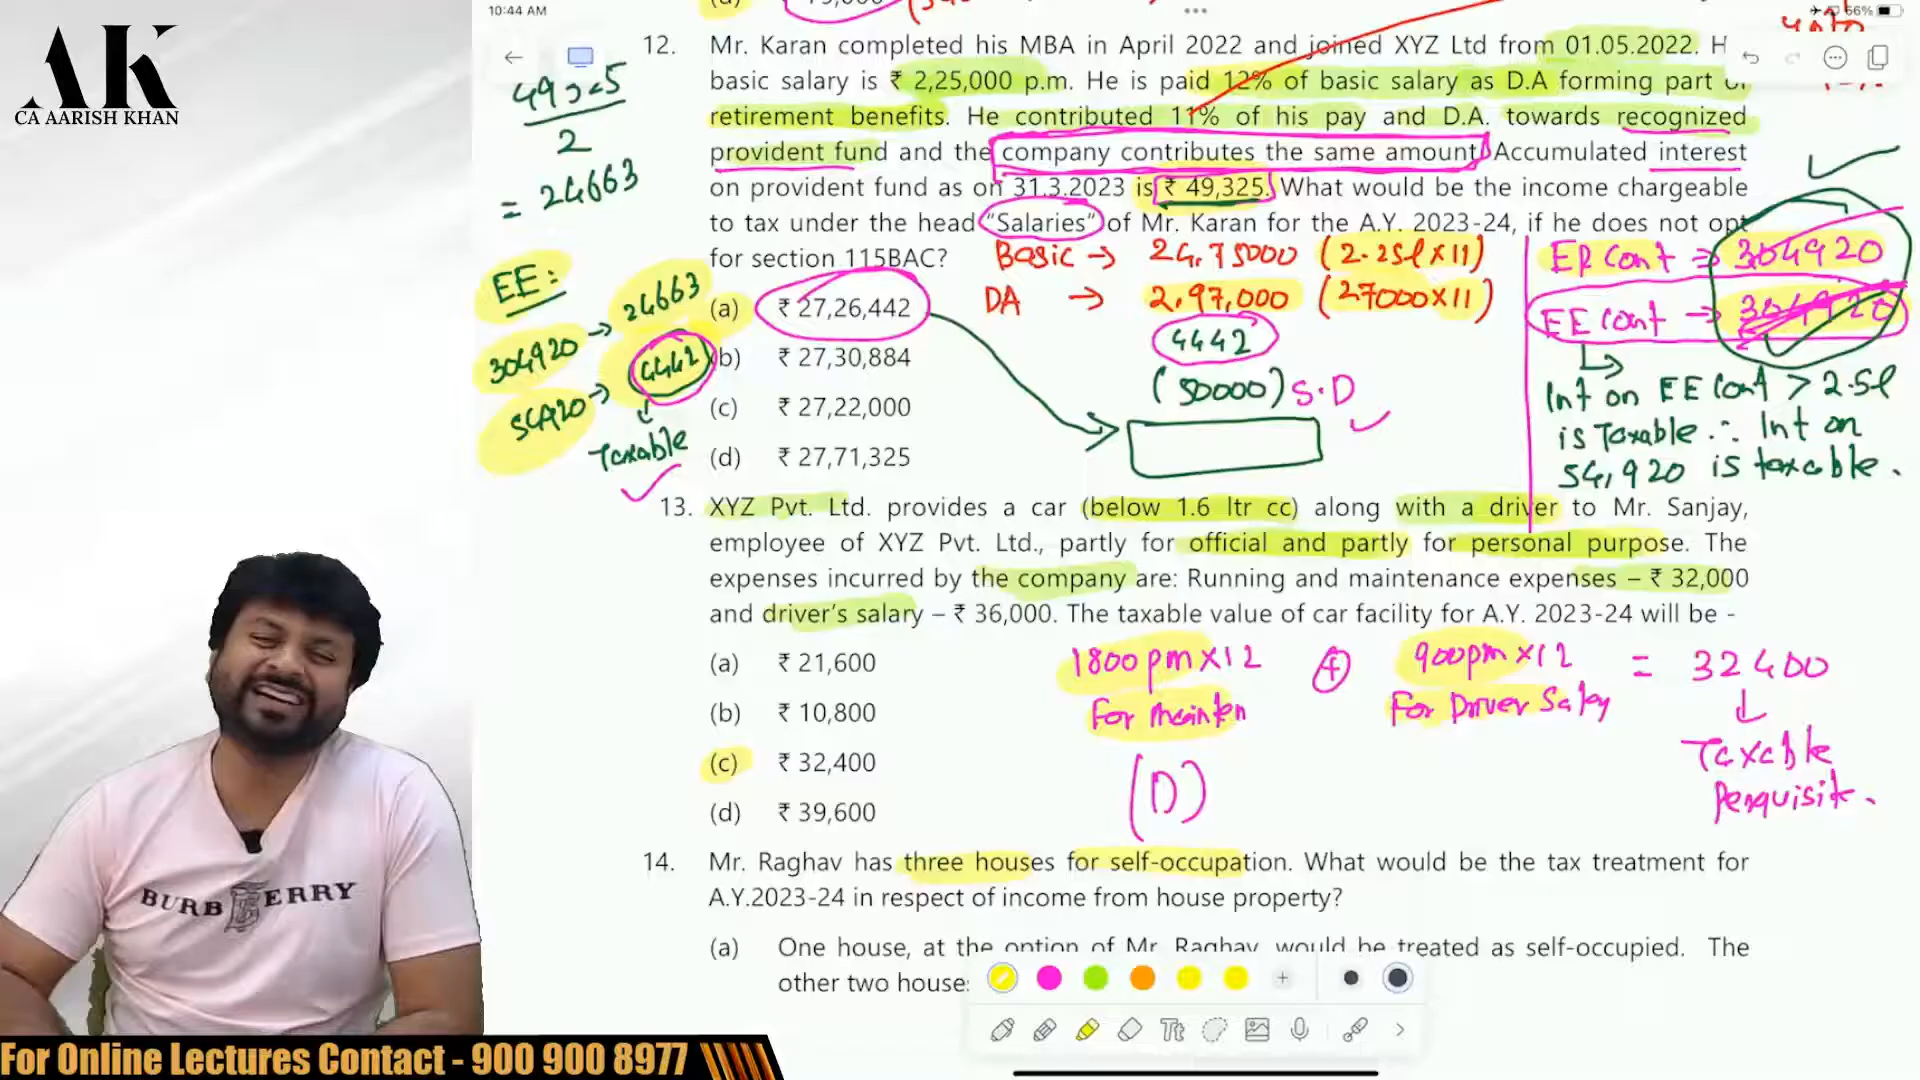 10:44 AM
56%
AK
CA AARISH KHAN
12. Mr. Karan completed his MBA in April 2022 and joined XYZ Ltd from 01.05.2022. H
basic salary is ₹ 2,25,000 p.m. He is paid 12% of basic salary as D.A forming part of
retirement benefits. He contributed 11% of his pay and D.A. towards recognized
provident fund and the company contributes the same amount. Accumulated interest
on provident fund as on 31.3.2023 is ₹ 49,325. What would be the income chargeable
to tax under the head "Salaries" of Mr. Karan for the A.Y. 2023-24, if he does not opt
for section 115BAC?
(a) ₹ 27,26,442
(b) ₹ 27,30,884
(c) ₹ 27,22,000
(d) ₹ 27,71,325
49325
2
= 24663
EE:
304920 → 24663
54920 → 4442
Taxable
Basic → 24,75000 (2.25l×11)
DA → 2,97,000 (27000×11)
4442
(50000) S.D
ER Cont ⇒ 304920
EE Cont → 304920
Int on EE Cont > 2.5l
is Taxable ∴ Int on
54,920 is taxable.
13. XYZ Pvt. Ltd. provides a car (below 1.6 ltr cc) along with a driver to Mr. Sanjay,
employee of XYZ Pvt. Ltd., partly for official and partly for personal purpose. The
expenses incurred by the company are: Running and maintenance expenses – ₹ 32,000
and driver's salary – ₹ 36,000. The taxable value of car facility for A.Y. 2023-24 will be -
(a) ₹ 21,600
(b) ₹ 10,800
(c) ₹ 32,400
(d) ₹ 39,600
1800pm×12 + 900pm×12 = 32400
For Mainten For Driver Salary
Taxable
Perquisite.
(D)
14. Mr. Raghav has three houses for self-occupation. What would be the tax treatment for
A.Y.2023-24 in respect of income from house property?
(a) One house, at the option of Mr. Raghav, would be treated as self-occupied. The
other two house
Tt
BURBERRY
For Online Lectures Contact - 900 900 8977